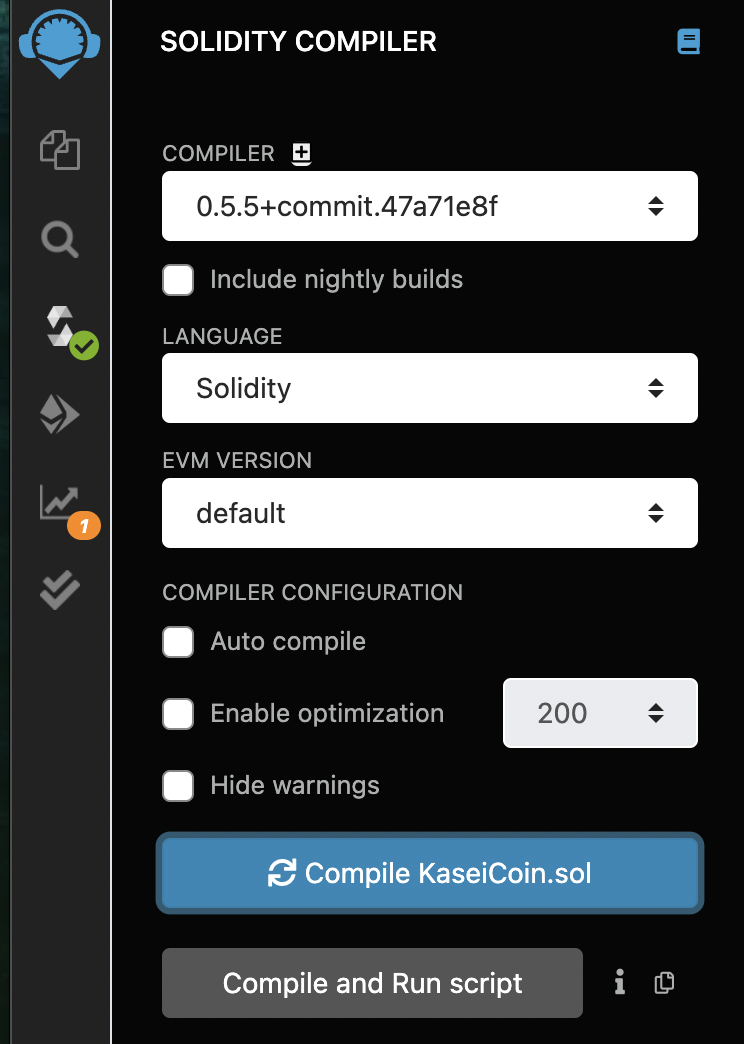 SOLIDITY COMPILER
COMPILER
0.5.5+commit.47a71e8f
Include nightly builds
LANGUAGE
Solidity
EVM VERSION
default
1
COMPILER CONFIGURATION
Auto compile
Enable optimization 200
Hide warnings
Compile KaseiCoin.sol
Compile and Run script